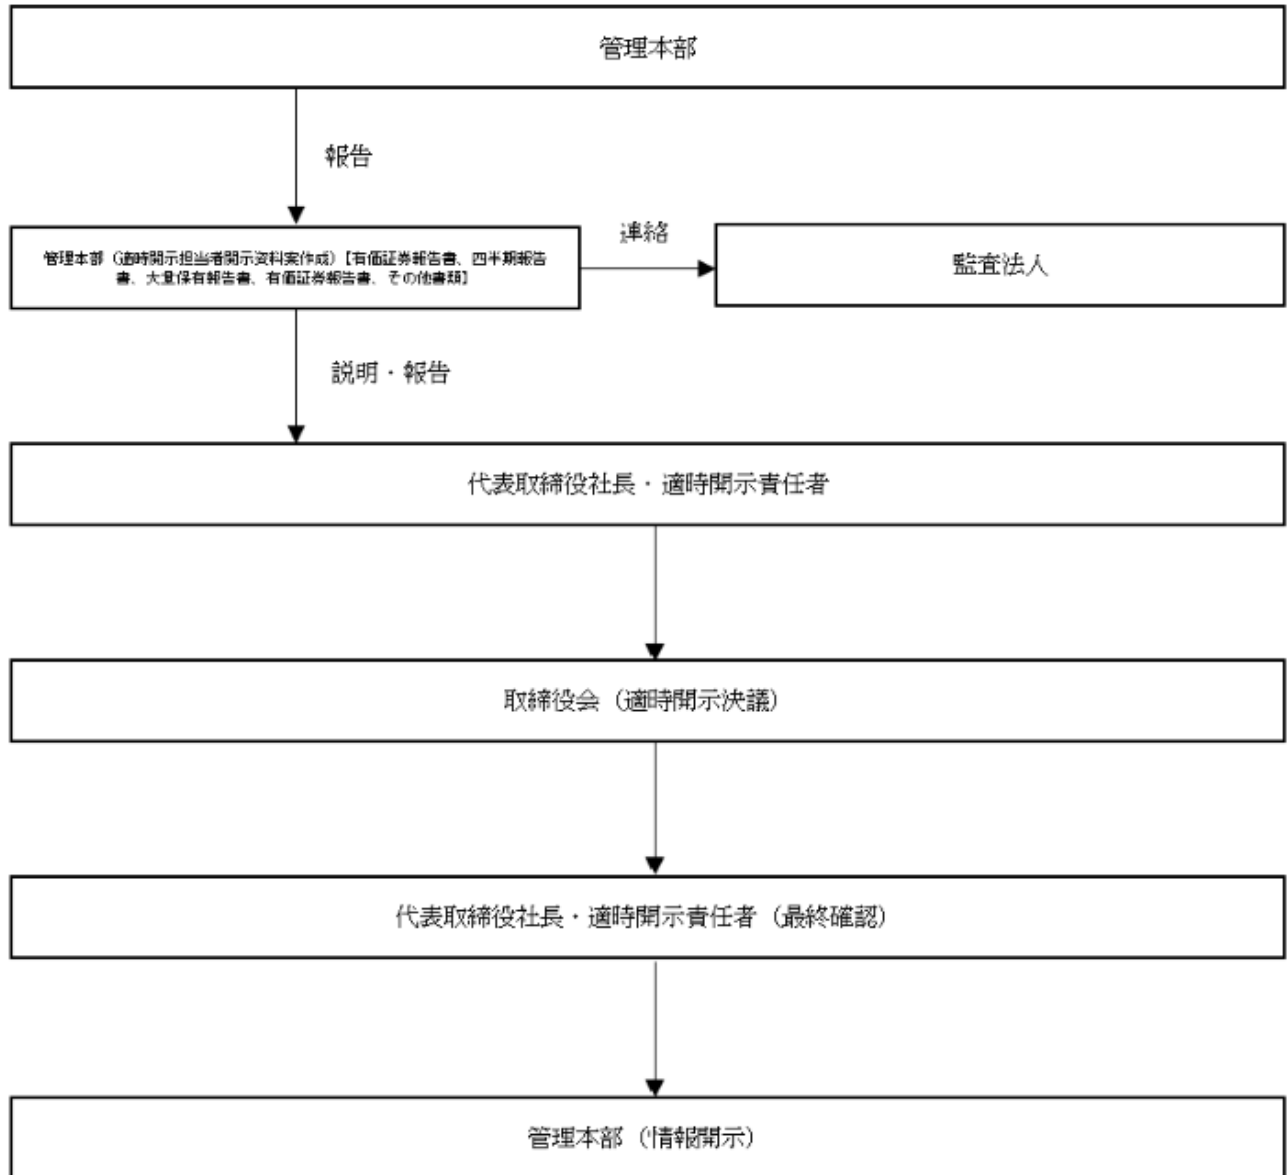 管理本部
報告
管理本部（適時開示担当者開示資料案作成）【有価証券報告書、四半期報告
書、大量保有報告書、有価証券報告書、その他書類】
連絡
監査法人
説明・報告
代表取締役社長・適時開示責任者
取締役会（適時開示決議）
代表取締役社長・適時開示責任者（最終確認）
管理本部（情報開示）